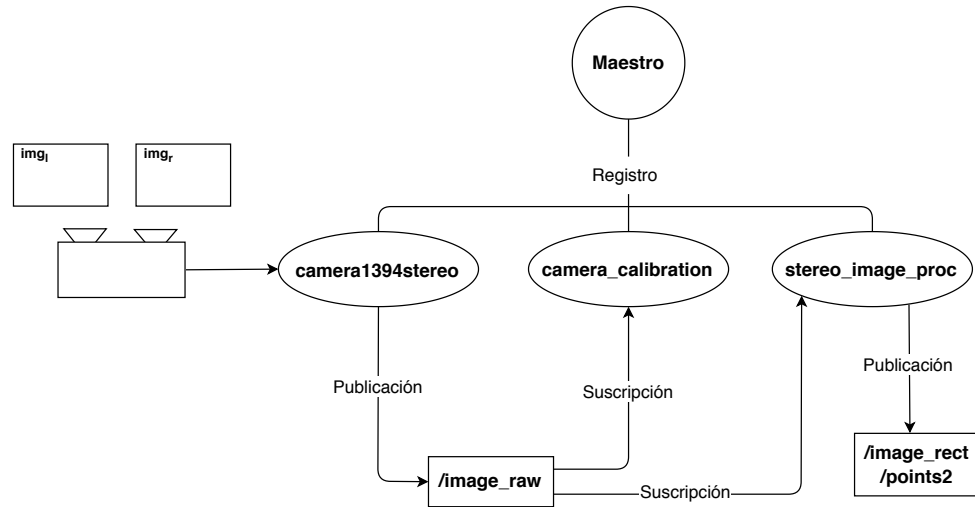 Maestro
Registro
img_l
img_r
camera1394stereo
camera_calibration
stereo_image_proc
Publicación
Suscripción
Publicación
/image_raw
Suscripción
/image_rect
/points2